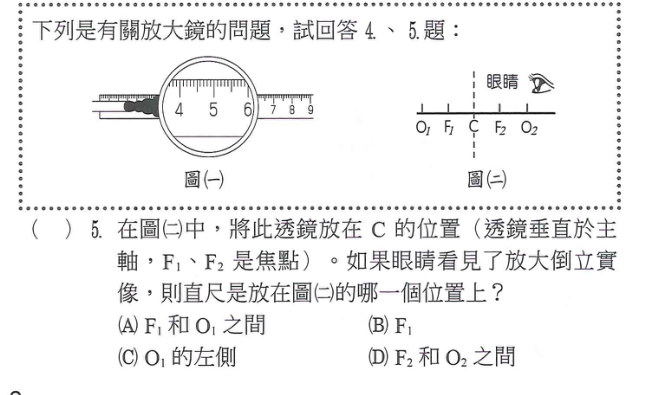 下列是有關放大鏡的問題，試回答 4. 、 5. 題：
4 5 6 7 8 9
眼睛
O₁ F₁ C F₂ O₂
圖㈠ 圖㈡
（ ） 5. 在圖㈡中，將此透鏡放在 C 的位置（透鏡垂直於主
軸，F₁、F₂ 是焦點）。如果眼睛看見了放大倒立實
像，則直尺是放在圖㈡的哪一個位置上？
(A) F₁ 和 O₁ 之間 (B) F₁
(C) O₁ 的左側 (D) F₂ 和 O₂ 之間